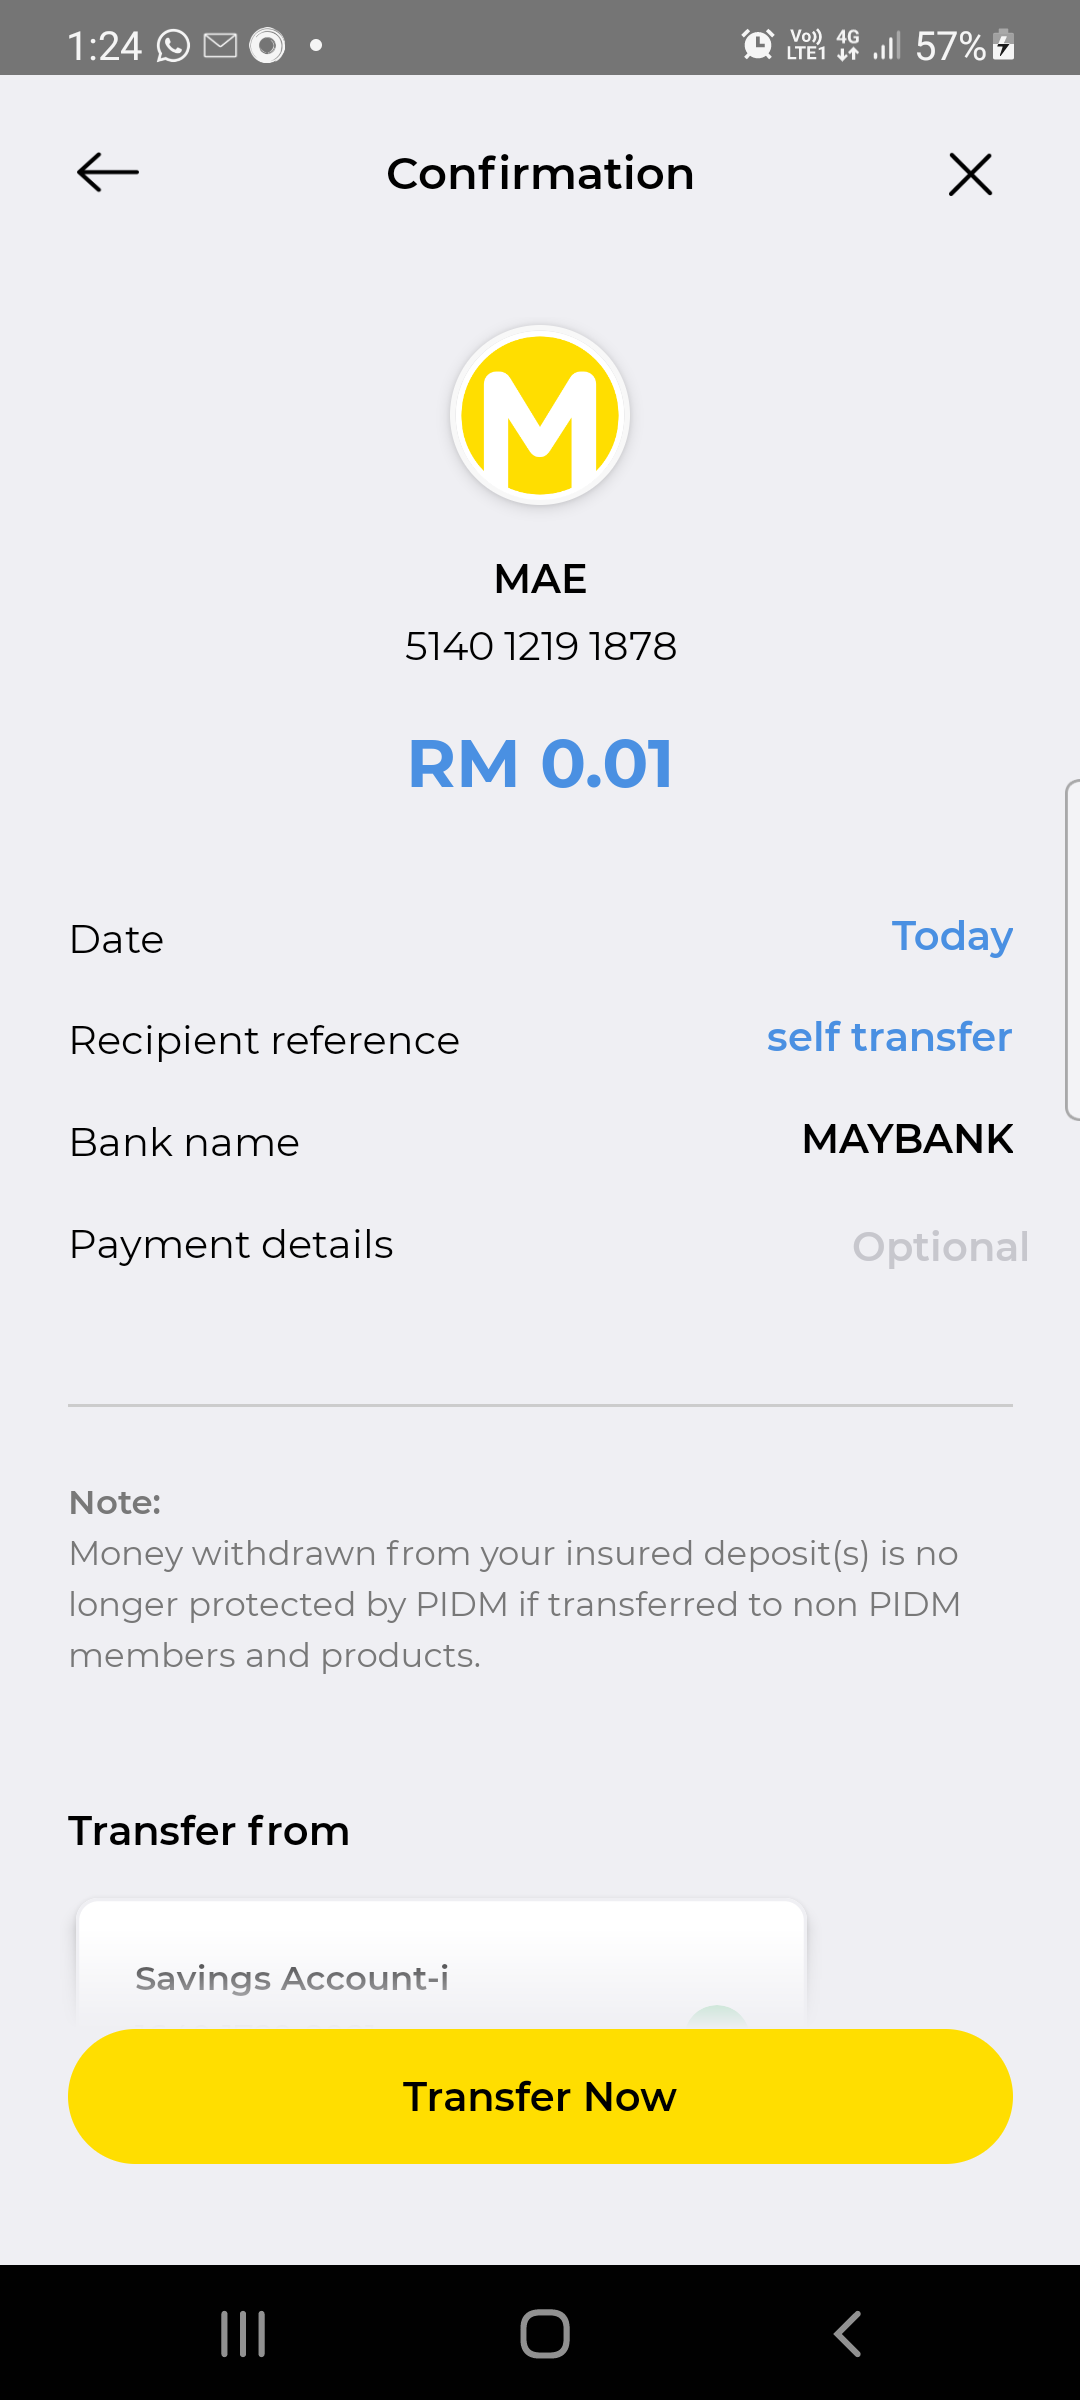 1:24
Vo)) LTE1 4G 57%
Confirmation
M
MAE
5140 1219 1878
RM 0.01
Date Today
Recipient reference self transfer
Bank name MAYBANK
Payment details Optional
Note:
Money withdrawn from your insured deposit(s) is no
longer protected by PIDM if transferred to non PIDM
members and products.
Transfer from
Savings Account-i
Transfer Now